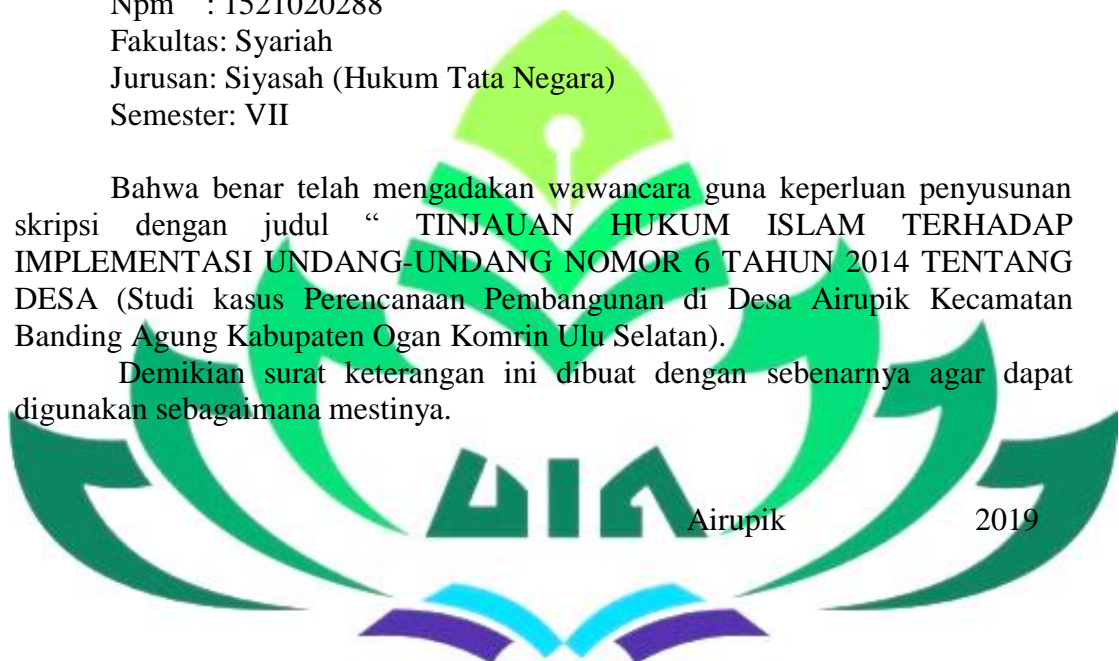 Npm : 1521020288
Fakultas: Syariah
Jurusan: Siyasah (Hukum Tata Negara)
Semester: VII
Bahwa benar telah mengadakan wawancara guna keperluan penyusunan
skripsi dengan judul “ TINJAUAN HUKUM ISLAM TERHADAP
IMPLEMENTASI UNDANG-UNDANG NOMOR 6 TAHUN 2014 TENTANG
DESA (Studi kasus Perencanaan Pembangunan di Desa Airupik Kecamatan
Banding Agung Kabupaten Ogan Komrin Ulu Selatan).
Demikian surat keterangan ini dibuat dengan sebenarnya agar dapat
digunakan sebagaimana mestinya.
UIN
Airupik 2019